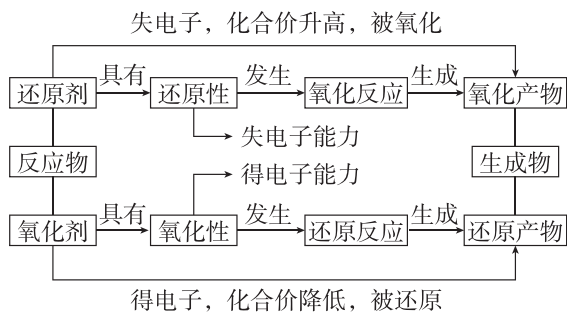 失电子，化合价升高，被氧化
具有 发生 生成
还原剂 还原性 氧化反应 氧化产物
失电子能力
反应物 生成物
得电子能力
具有 发生 生成
氧化剂 氧化性 还原反应 还原产物
得电子，化合价降低，被还原